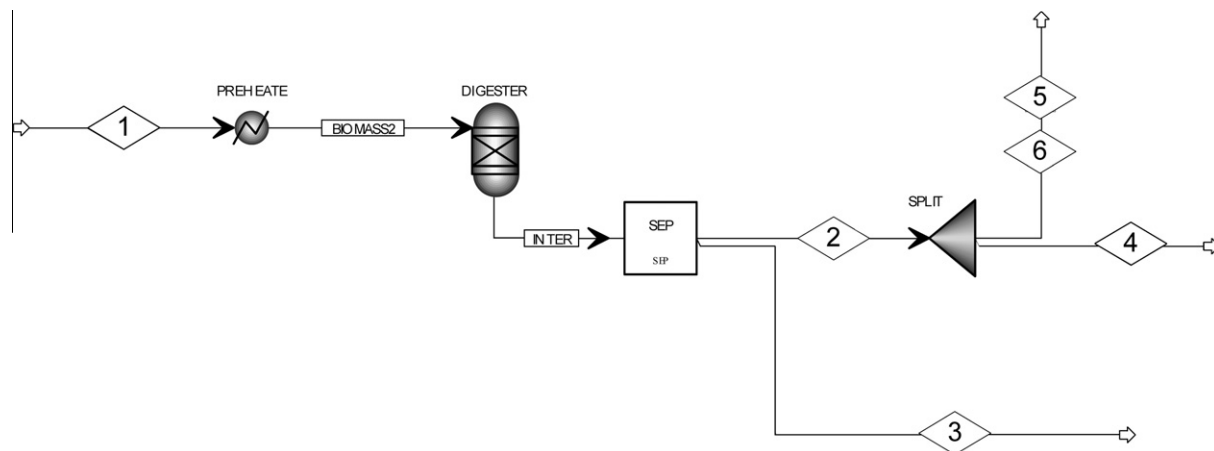 PREHEATE
DIGESTER
1
BIOMASS2
INTER
SEP
SEP
2
SPLIT
5
6
4
3